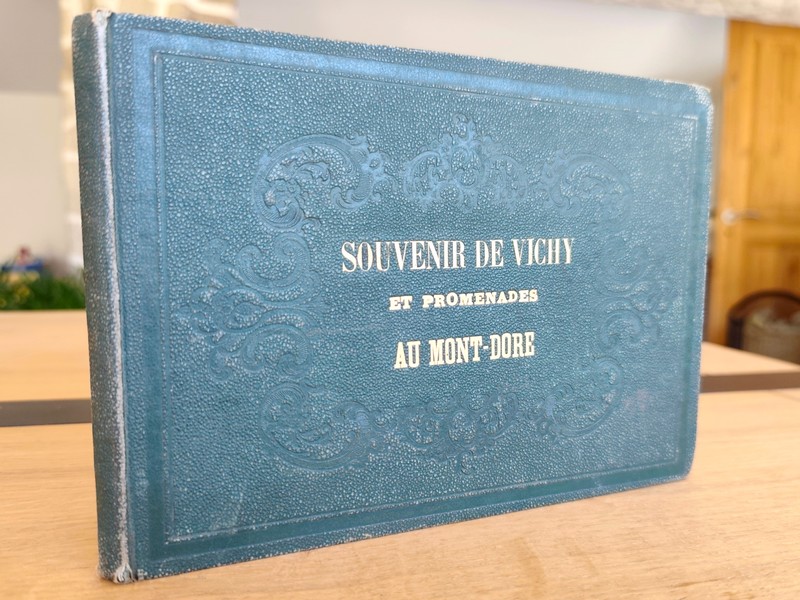 SOUVENIR DE VICHY
ET PROMENADES
AU MONT-DORE